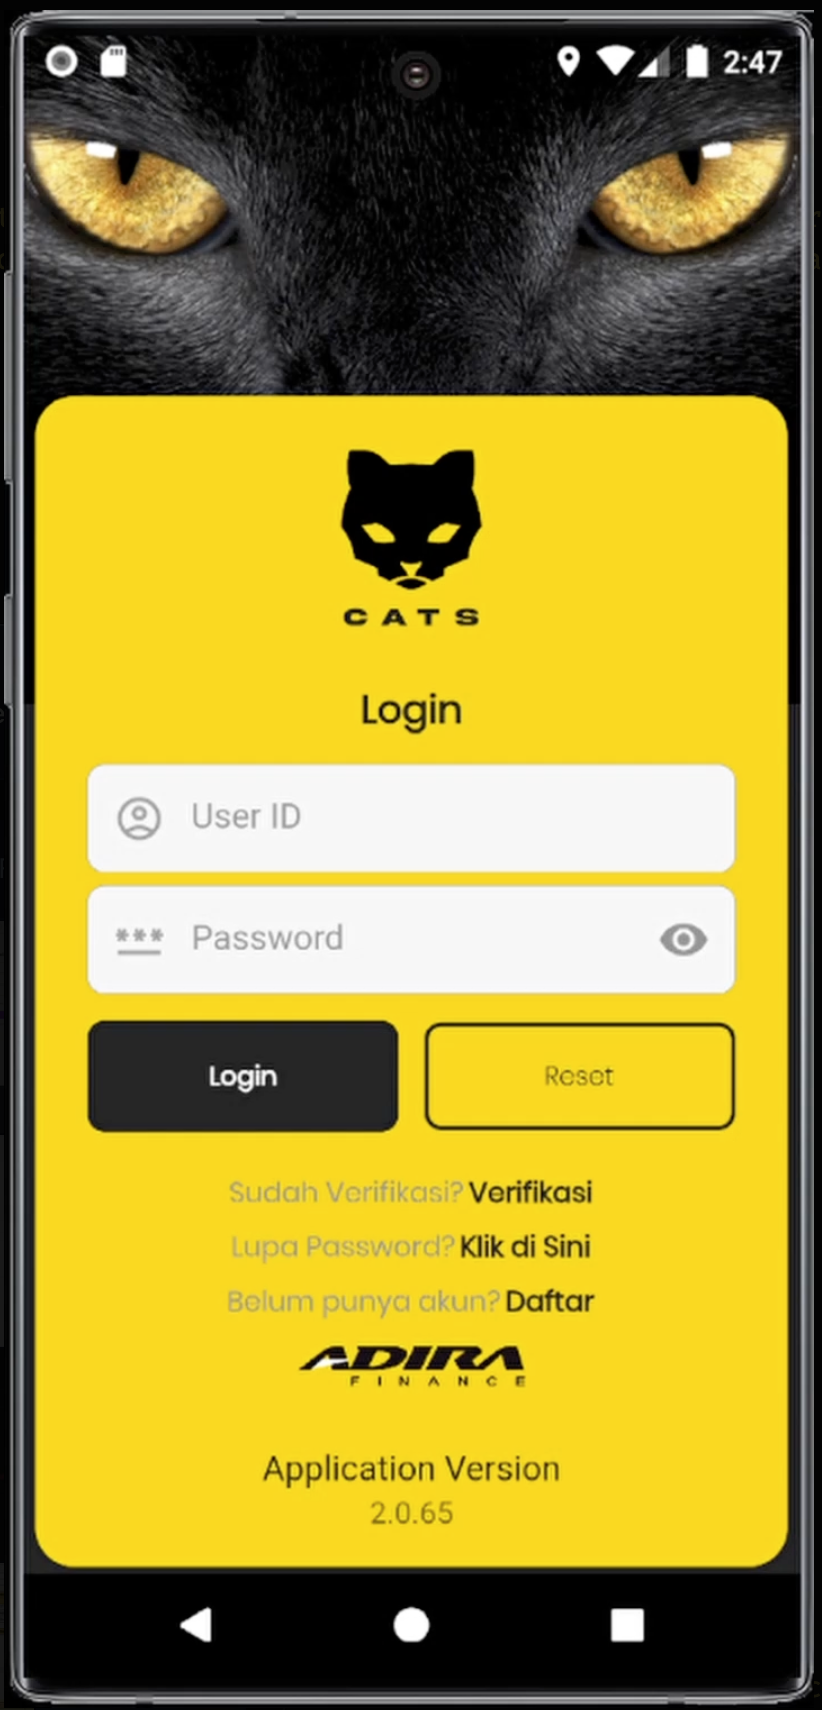 2:47
CATS
Login
User ID
*** Password
Login Reset
Sudah Verifikasi? Verifikasi
Lupa Password? Klik di Sini
Belum punya akun? Daftar
ADIRA
FINANCE
Application Version
2.0.65